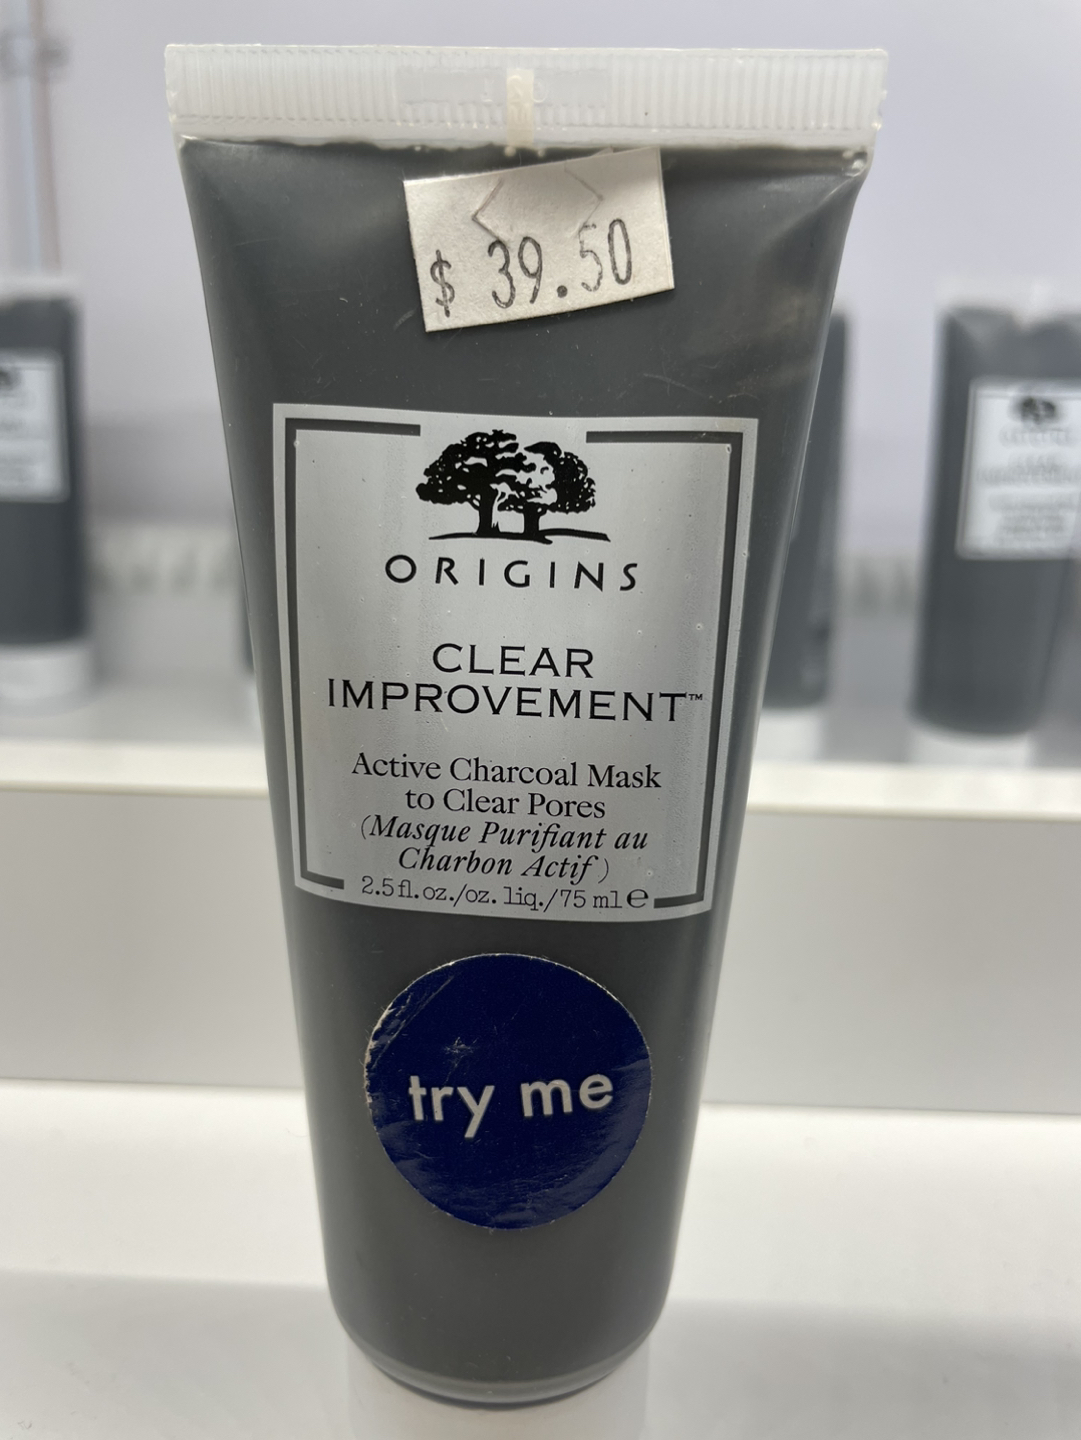 $ 39.50
ORIGINS
CLEAR
IMPROVEMENT™
Active Charcoal Mask
to Clear Pores
(Masque Purifiant au
Charbon Actif)
2.5 fl. oz./oz. liq./75 ml ℮
try me